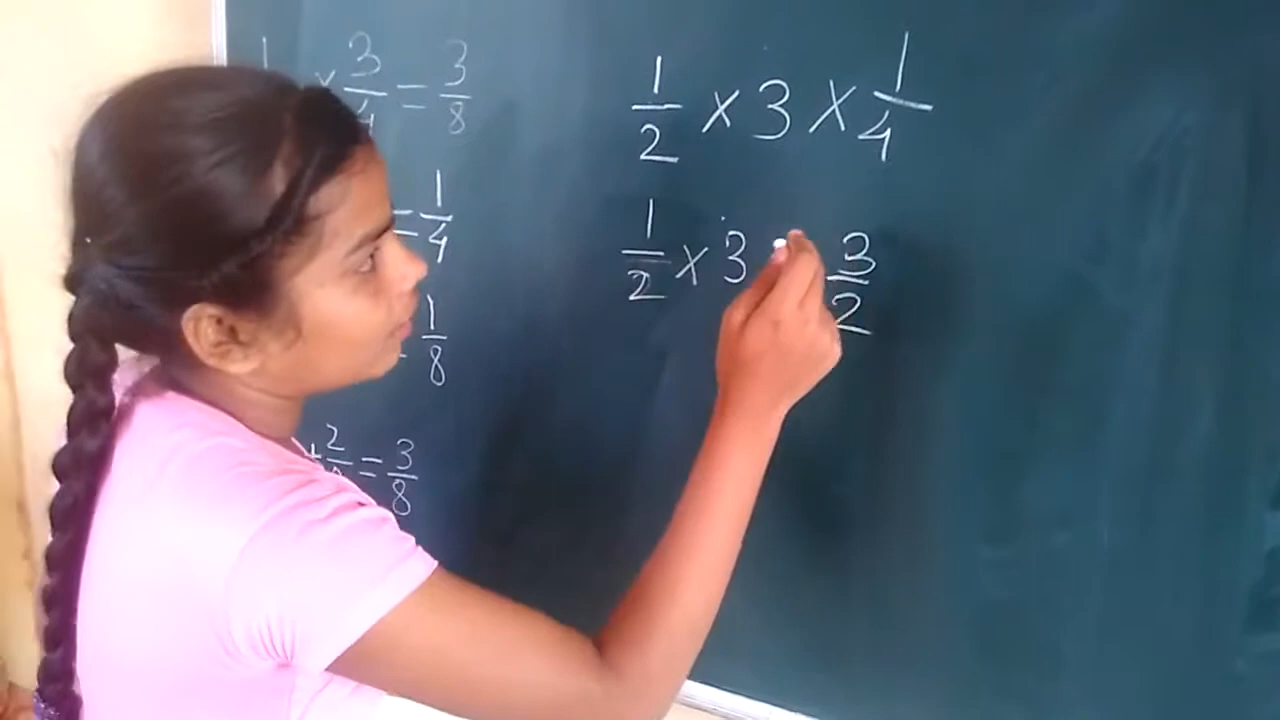 1 × 3/4 = 3/8
= 1/4
1/8
+ 2/ = 3/8
1/2 × 3 × 1/4
1/2 × 3 3/2